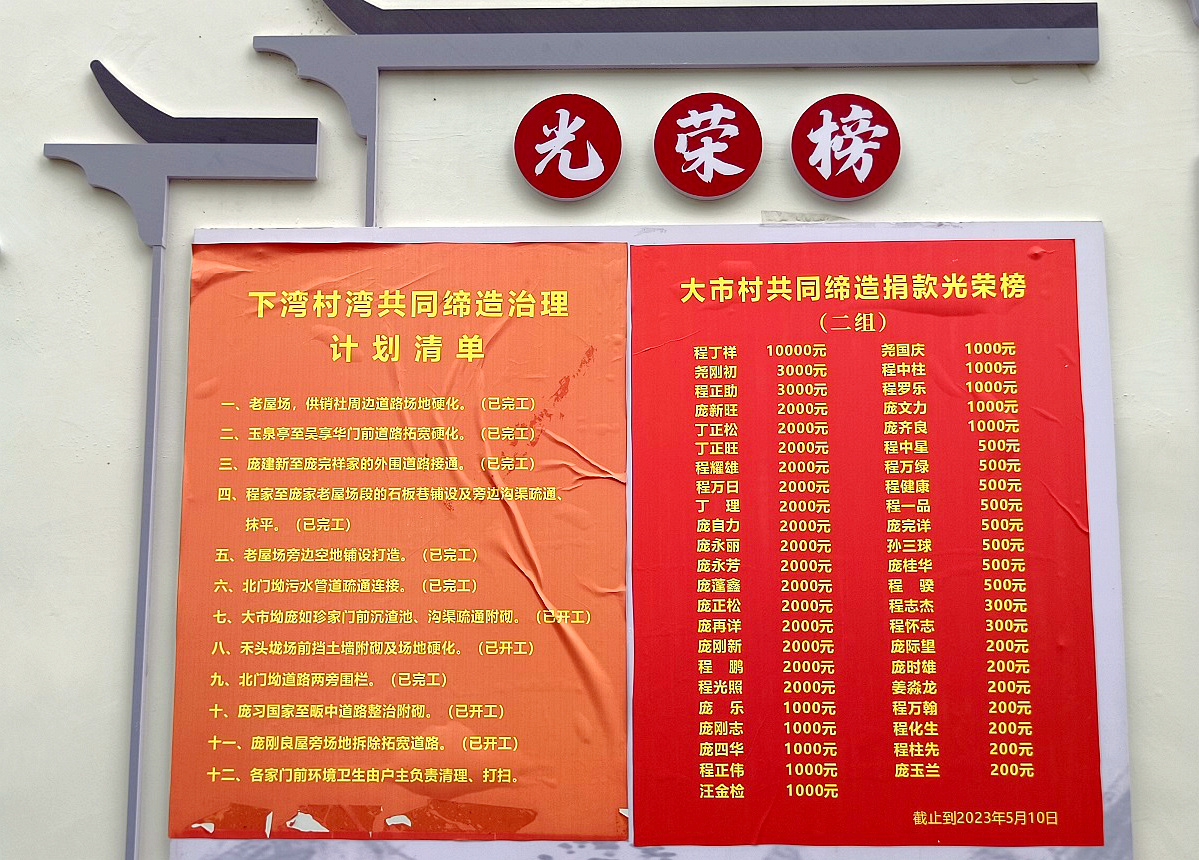 光荣榜
下湾村湾共同缔造治理
计划清单
一、老屋场，供销社周边道路场地硬化。（已完工）
二、玉泉亭至吴享华门前道路拓宽硬化。（已完工）
三、庞建新至庞完祥家的外围道路接通。（已完工）
四、程家至庞家老屋场段的石板巷铺设及旁边沟渠疏通、
抹平。（已完工）
五、老屋场旁边空地铺设打造。（已完工）
六、北门坳污水管道疏通连接。（已完工）
七、大市坳庞如珍家门前沉渣池、沟渠疏通附砌。（已开工）
八、禾头垅场前挡土墙附砌及场地硬化。（已开工）
九、北门坳道路两旁围栏。（已完工）
十、庞习国家至畈中道路整治附砌。（已开工）
十一、庞刚良屋旁场地拆除拓宽道路。（已开工）
十二、各家门前环境卫生由户主负责清理、打扫。
大市村共同缔造捐款光荣榜
（二组）
程丁祥 10000元 尧国庆 1000元
尧刚初 3000元 程中柱 1000元
程正助 3000元 程罗乐 1000元
庞新旺 2000元 庞文力 1000元
丁正松 2000元 庞齐良 1000元
丁正旺 2000元 程中星 500元
程耀雄 2000元 程万绿 500元
程万日 2000元 程健康 500元
丁理 2000元 程一品 500元
庞自力 2000元 庞完详 500元
庞永丽 2000元 孙三球 500元
庞永芳 2000元 庞桂华 500元
庞蓬鑫 2000元 程骙 500元
庞正松 2000元 程志杰 300元
庞再详 2000元 程怀志 300元
庞刚新 2000元 庞际望 200元
程鹏 2000元 庞时雄 200元
程光照 2000元 姜淼龙 200元
庞乐 1000元 程万翰 200元
庞刚志 1000元 程化生 200元
庞四华 1000元 程柱先 200元
程正伟 1000元 庞玉兰 200元
汪金检 1000元
截止到2023年5月10日